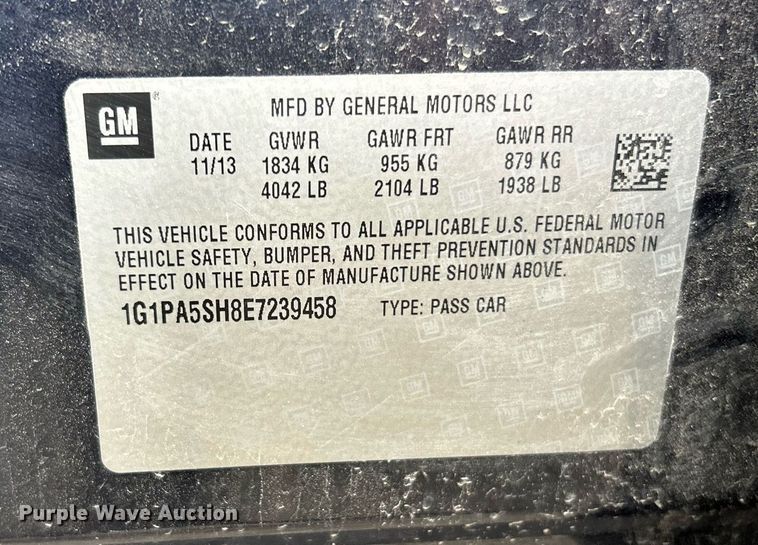 GM
MFD BY GENERAL MOTORS LLC
DATE GVWR GAWR FRT GAWR RR
11/13 1834 KG 955 KG 879 KG
4042 LB 2104 LB 1938 LB
THIS VEHICLE CONFORMS TO ALL APPLICABLE U.S. FEDERAL MOTOR
VEHICLE SAFETY, BUMPER, AND THEFT PREVENTION STANDARDS IN
EFFECT ON THE DATE OF MANUFACTURE SHOWN ABOVE.
1G1PA5SH8E7239458 TYPE: PASS CAR
Purple Wave Auction